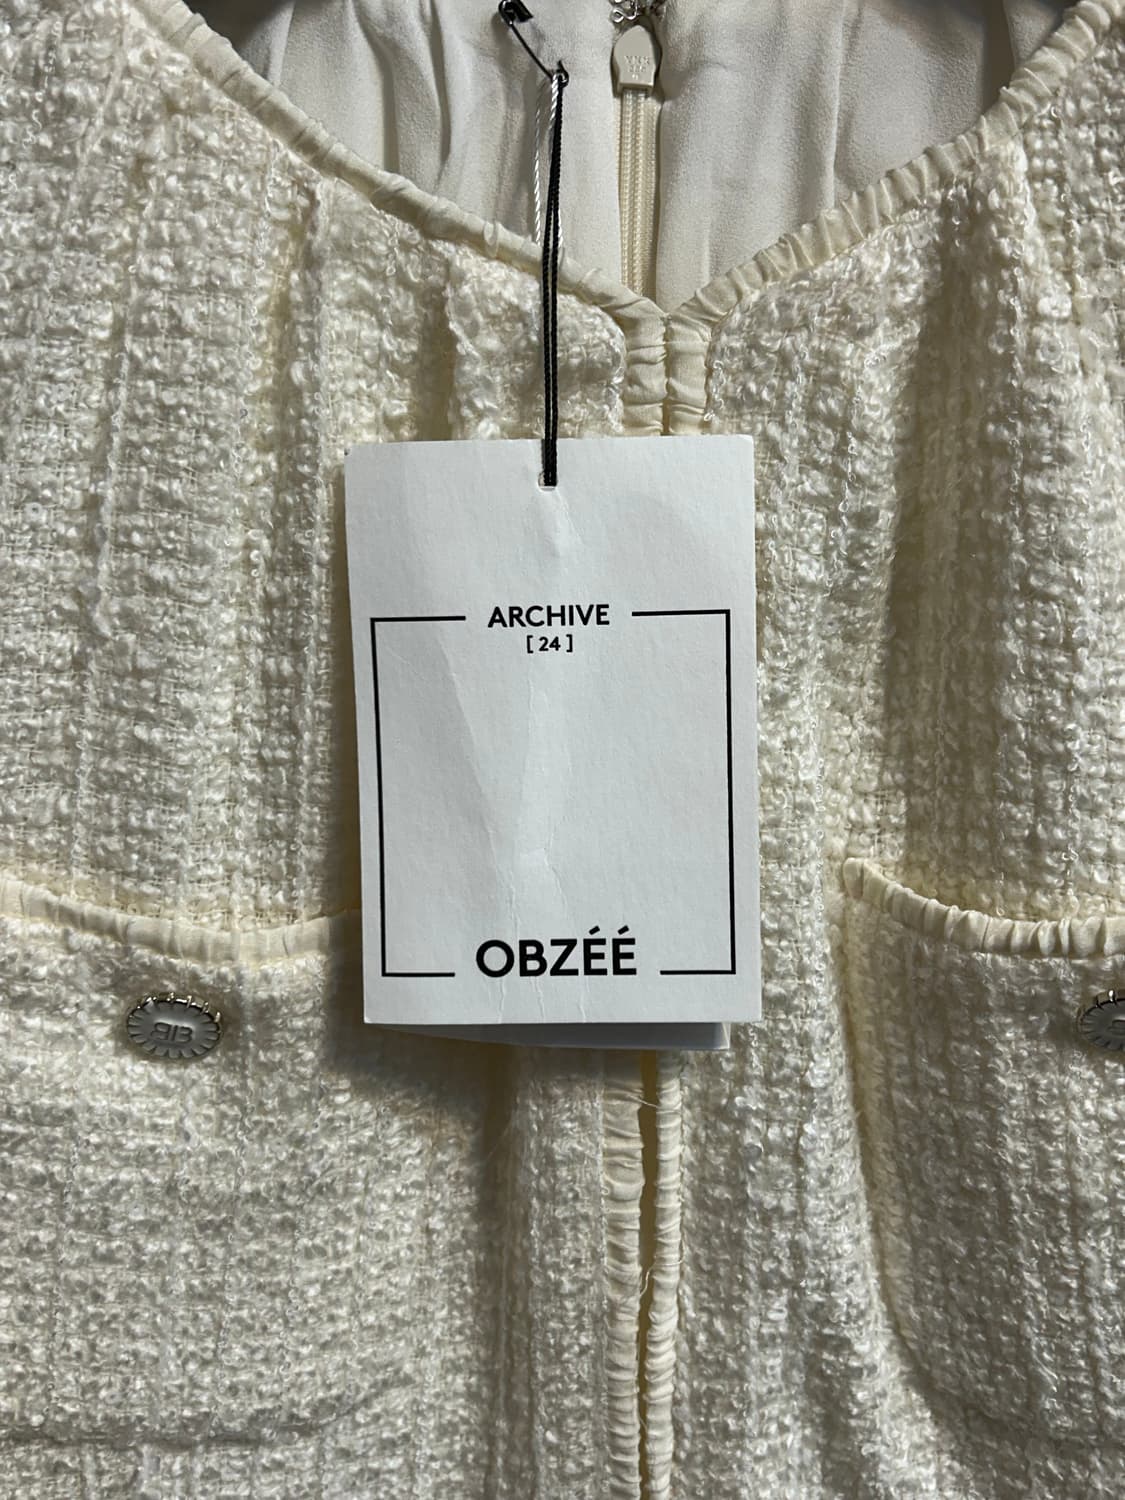 ARCHIVE
[ 24 ]
OBZÉÉ